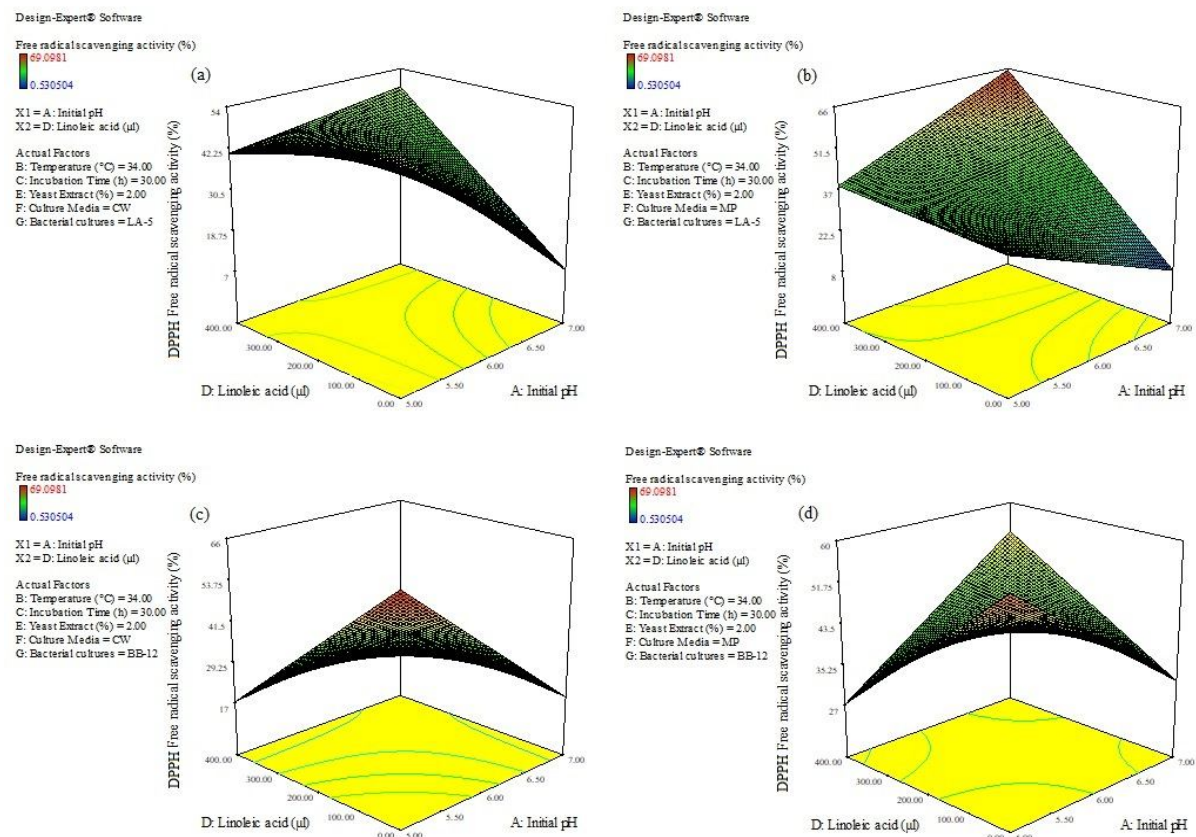 Design-Expert® Software
Free radical scavenging activity (%)
69.0981
0.530504
X1 = A: Initial pH
X2 = D: Linoleic acid (µl)
Actual Factors
B: Temperature (°C) = 34.00
C: Incubation Time (h) = 30.00
E: Yeast Extract (%) = 2.00
F: Culture Media = CW
G: Bacterial cultures = LA-5
(a)
DPPH Free radical scavenging activity (%)
54
42.25
30.5
18.75
7
400.00
300.00
200.00
100.00
0.00
5.00
5.50
6.00
6.50
7.00
D: Linoleic acid (µl)
A: Initial pH
Design-Expert® Software
Free radical scavenging activity (%)
69.0981
0.530504
X1 = A: Initial pH
X2 = D: Linoleic acid (µl)
Actual Factors
B: Temperature (°C) = 34.00
C: Incubation Time (h) = 30.00
E: Yeast Extract (%) = 2.00
F: Culture Media = MP
G: Bacterial cultures = LA-5
(b)
DPPH Free radical scavenging activity (%)
66
51.5
37
22.5
8
400.00
300.00
200.00
100.00
0.00
5.00
5.50
6.00
6.50
7.00
D: Linoleic acid (µl)
A: Initial pH
Design-Expert® Software
Free radical scavenging activity (%)
69.0981
0.530504
X1 = A: Initial pH
X2 = D: Linoleic acid (µl)
Actual Factors
B: Temperature (°C) = 34.00
C: Incubation Time (h) = 30.00
E: Yeast Extract (%) = 2.00
F: Culture Media = CW
G: Bacterial cultures = BB-12
(c)
DPPH Free radical scavenging activity (%)
66
53.75
41.5
29.25
17
400.00
300.00
200.00
100.00
5.50
6.00
6.50
7.00
D: Linoleic acid (µl)
A: Initial pH
Design-Expert® Software
Free radical scavenging activity (%)
69.0981
0.530504
X1 = A: Initial pH
X2 = D: Linoleic acid (µl)
Actual Factors
B: Temperature (°C) = 34.00
C: Incubation Time (h) = 30.00
E: Yeast Extract (%) = 2.00
F: Culture Media = MP
G: Bacterial cultures = BB-12
(d)
DPPH Free radical scavenging activity (%)
60
51.75
43.5
35.25
27
400.00
300.00
200.00
100.00
5.50
6.00
6.50
7.00
D: Linoleic acid (µl)
A: Initial pH